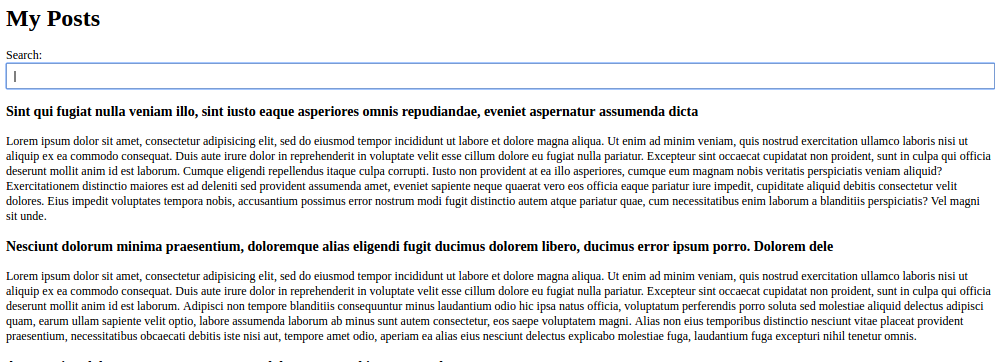 My Posts
Search:
Sint qui fugiat nulla veniam illo, sint iusto eaque asperiores omnis repudiandae, eveniet aspernatur assumenda dicta
Lorem ipsum dolor sit amet, consectetur adipisicing elit, sed do eiusmod tempor incididunt ut labore et dolore magna aliqua. Ut enim ad minim veniam, quis nostrud exercitation ullamco laboris nisi ut
aliquip ex ea commodo consequat. Duis aute irure dolor in reprehenderit in voluptate velit esse cillum dolore eu fugiat nulla pariatur. Excepteur sint occaecat cupidatat non proident, sunt in culpa qui officia
deserunt mollit anim id est laborum. Cumque eligendi repellendus itaque culpa corrupti. Iusto non provident at ea illo asperiores, cumque eum magnam nobis veritatis perspiciatis veniam aliquid?
Exercitationem distinctio maiores est ad deleniti sed provident assumenda amet, eveniet sapiente neque quaerat vero eos officia eaque pariatur iure impedit, cupiditate aliquid debitis consectetur velit
dolores. Eius impedit voluptates tempora nobis, accusantium possimus error nostrum modi fugit distinctio autem atque pariatur quae, cum necessitatibus enim laborum a blanditiis perspiciatis? Vel magni
sit unde.
Nesciunt dolorum minima praesentium, doloremque alias eligendi fugit ducimus dolorem libero, ducimus error ipsum porro. Dolorem dele
Lorem ipsum dolor sit amet, consectetur adipisicing elit, sed do eiusmod tempor incididunt ut labore et dolore magna aliqua. Ut enim ad minim veniam, quis nostrud exercitation ullamco laboris nisi ut
aliquip ex ea commodo consequat. Duis aute irure dolor in reprehenderit in voluptate velit esse cillum dolore eu fugiat nulla pariatur. Excepteur sint occaecat cupidatat non proident, sunt in culpa qui officia
deserunt mollit anim id est laborum. Adipisci non tempore blanditiis consequuntur minus laudantium odio hic ipsa natus officia, voluptatum perferendis porro soluta sed molestiae aliquid delectus adipisci
quam, earum ullam sapiente velit optio, labore assumenda laborum ab minus sunt autem consectetur, eos saepe voluptatem magni. Alias non eius temporibus distinctio nesciunt vitae placeat provident
praesentium, necessitatibus obcaecati debitis iste nisi aut, tempore amet odio, aperiam ea alias eius nesciunt delectus explicabo molestiae fuga, laudantium fuga excepturi nihil tenetur omnis.